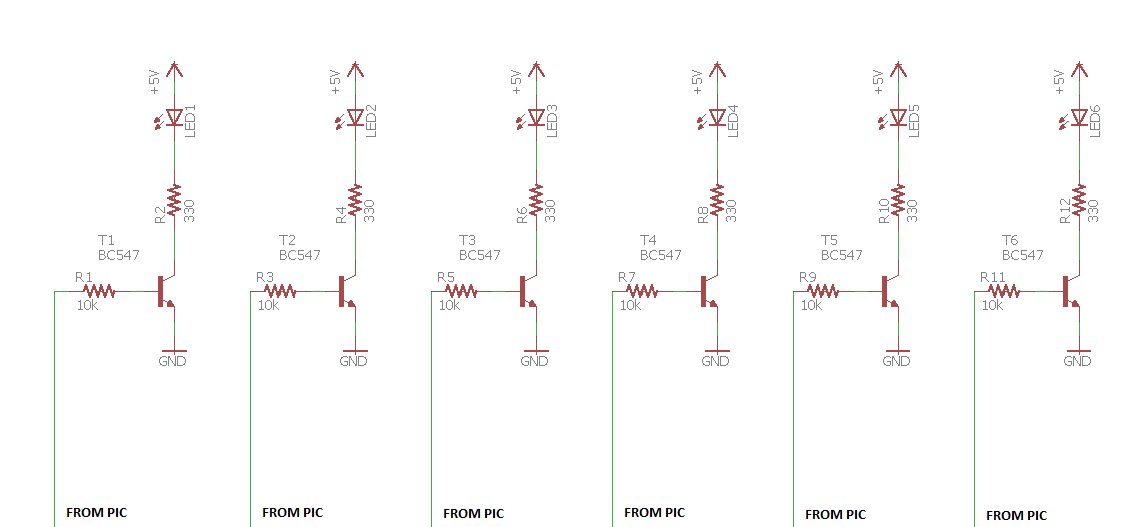 +5V
LED1
R2
330
T1
BC547
R1
10k
GND
FROM PIC
+5V
LED2
R4
330
T2
BC547
R3
10k
GND
FROM PIC
+5V
LED3
R6
330
T3
BC547
R5
10k
GND
FROM PIC
+5V
LED4
R8
330
T4
BC547
R7
10k
GND
FROM PIC
+5V
LED5
R10
330
T5
BC547
R9
10k
GND
FROM PIC
+5V
LED6
R12
330
T6
BC547
R11
10k
GND
FROM PIC